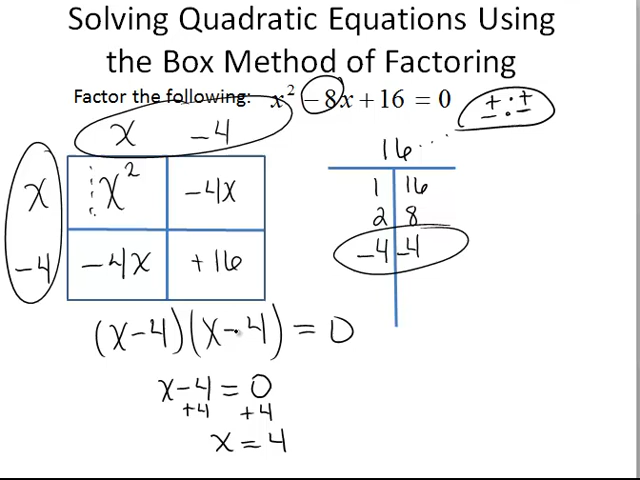 Solving Quadratic Equations Using
the Box Method of Factoring
Factor the following: x² − 8x + 16 = 0
± · ±
x −4
x x² −4x
−4 −4x +16
16 . . .
1 16
2 8
−4 −4
(x−4)(x−4) = 0
x−4 = 0
+4 +4
x = 4